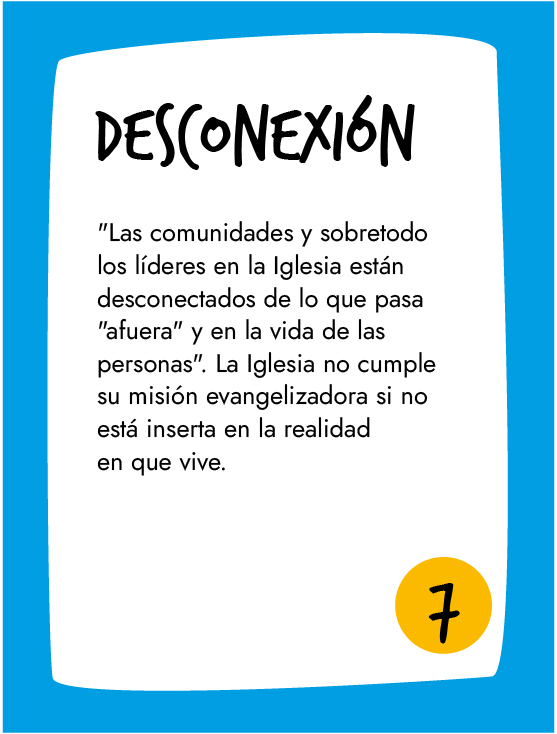 DESCONEXIÓN
"Las comunidades y sobretodo
los líderes en la Iglesia están
desconectados de lo que pasa
"afuera" y en la vida de las
personas". La Iglesia no cumple
su misión evangelizadora si no
está inserta en la realidad
en que vive.
7